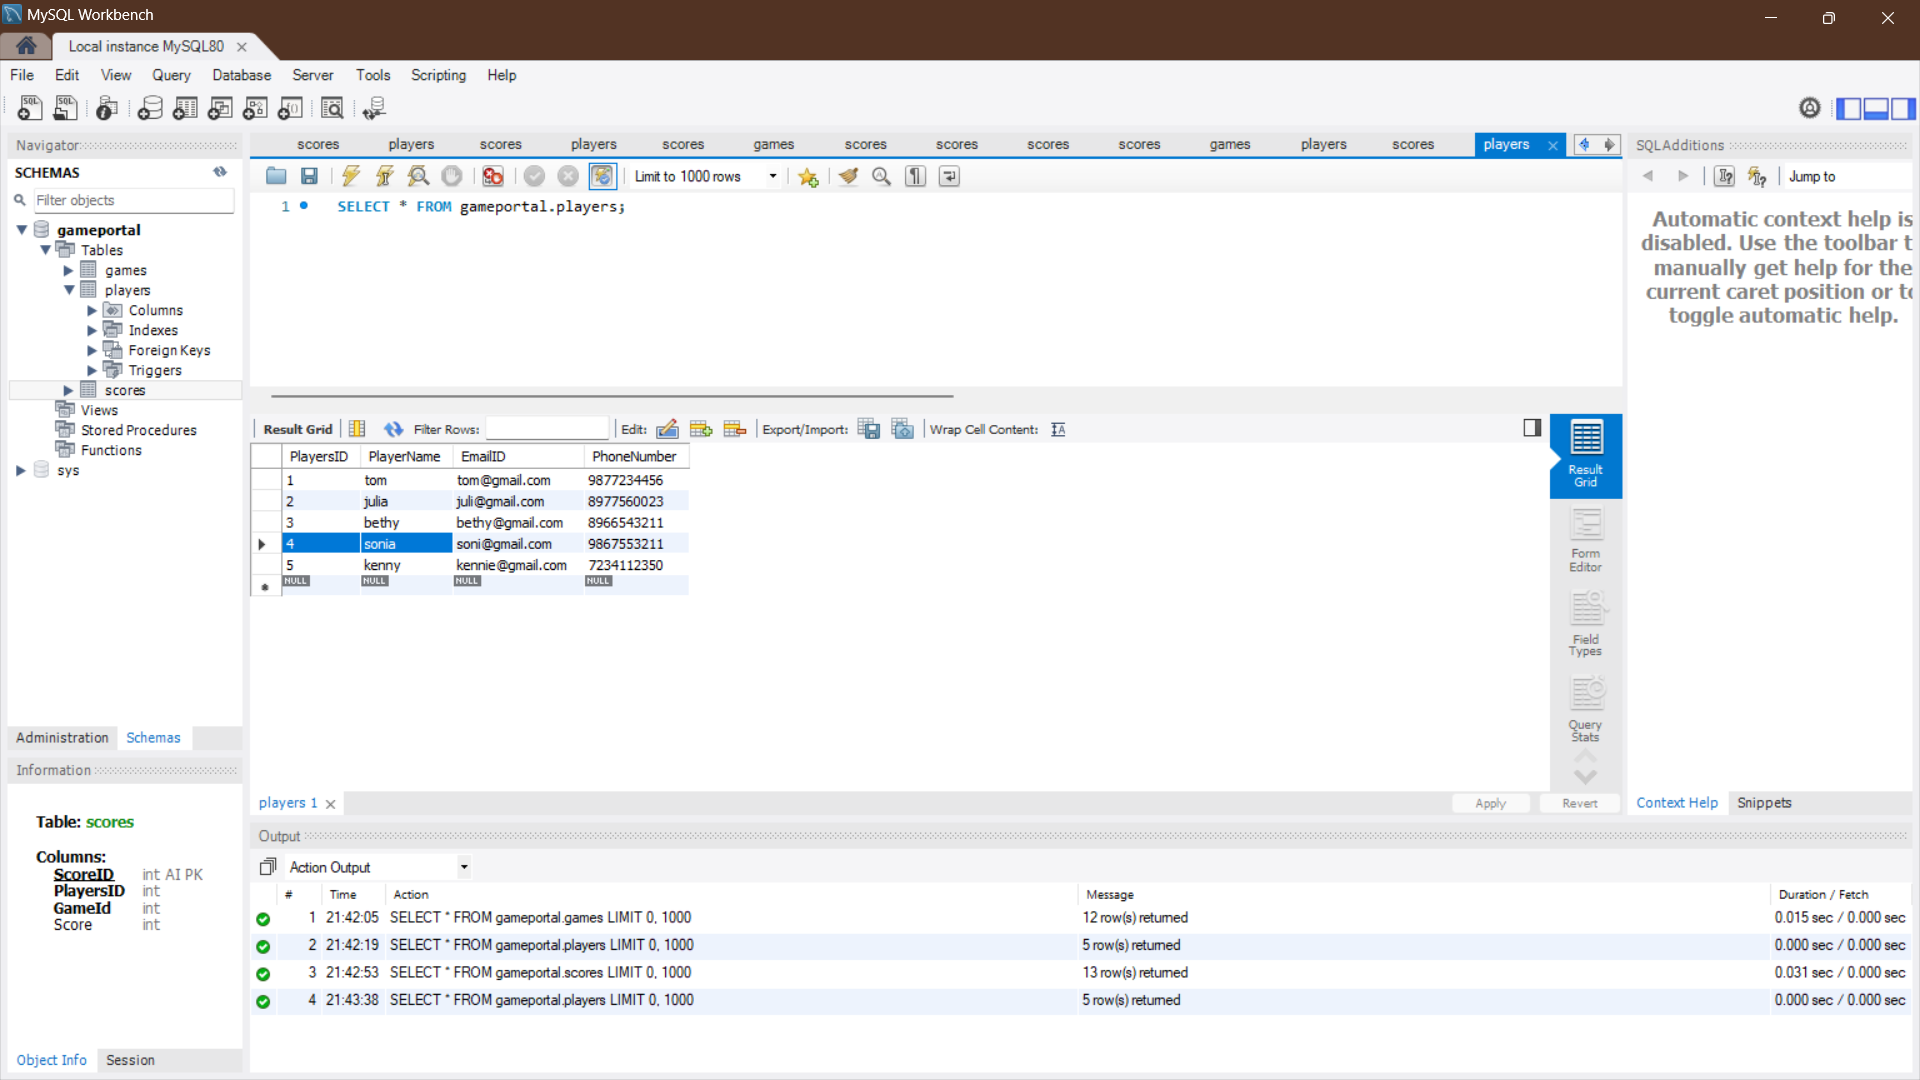 MySQL Workbench
Local instance MySQL80
File Edit View Query Database Server Tools Scripting Help
Navigator
SCHEMAS
Filter objects
gameportal
Tables
games
players
Columns
Indexes
Foreign Keys
Triggers
scores
Views
Stored Procedures
Functions
sys
Administration Schemas
Information
Table: scores
Columns:
ScoreID int AI PK
PlayersID int
GameId int
Score int
Object Info Session
scores players scores players scores games scores scores scores scores games players scores players
Limit to 1000 rows
1 SELECT * FROM gameportal.players;
Result Grid Filter Rows: Edit: Export/Import: Wrap Cell Content:
PlayersID PlayerName EmailID PhoneNumber
1 tom tom@gmail.com 9877234456
2 julia juli@gmail.com 8977560023
3 bethy bethy@gmail.com 8966543211
4 sonia soni@gmail.com 9867553211
5 kenny kennie@gmail.com 7234112350
NULL NULL NULL NULL
Result
Grid
Form
Editor
Field
Types
Query
Stats
players 1 Apply Revert
SQLAdditions
Jump to
Automatic context help is
disabled. Use the toolbar t
manually get help for the
current caret position or to
toggle automatic help.
Context Help Snippets
Output
Action Output
# Time Action Message Duration / Fetch
1 21:42:05 SELECT * FROM gameportal.games LIMIT 0, 1000 12 row(s) returned 0.015 sec / 0.000 sec
2 21:42:19 SELECT * FROM gameportal.players LIMIT 0, 1000 5 row(s) returned 0.000 sec / 0.000 sec
3 21:42:53 SELECT * FROM gameportal.scores LIMIT 0, 1000 13 row(s) returned 0.031 sec / 0.000 sec
4 21:43:38 SELECT * FROM gameportal.players LIMIT 0, 1000 5 row(s) returned 0.000 sec / 0.000 sec